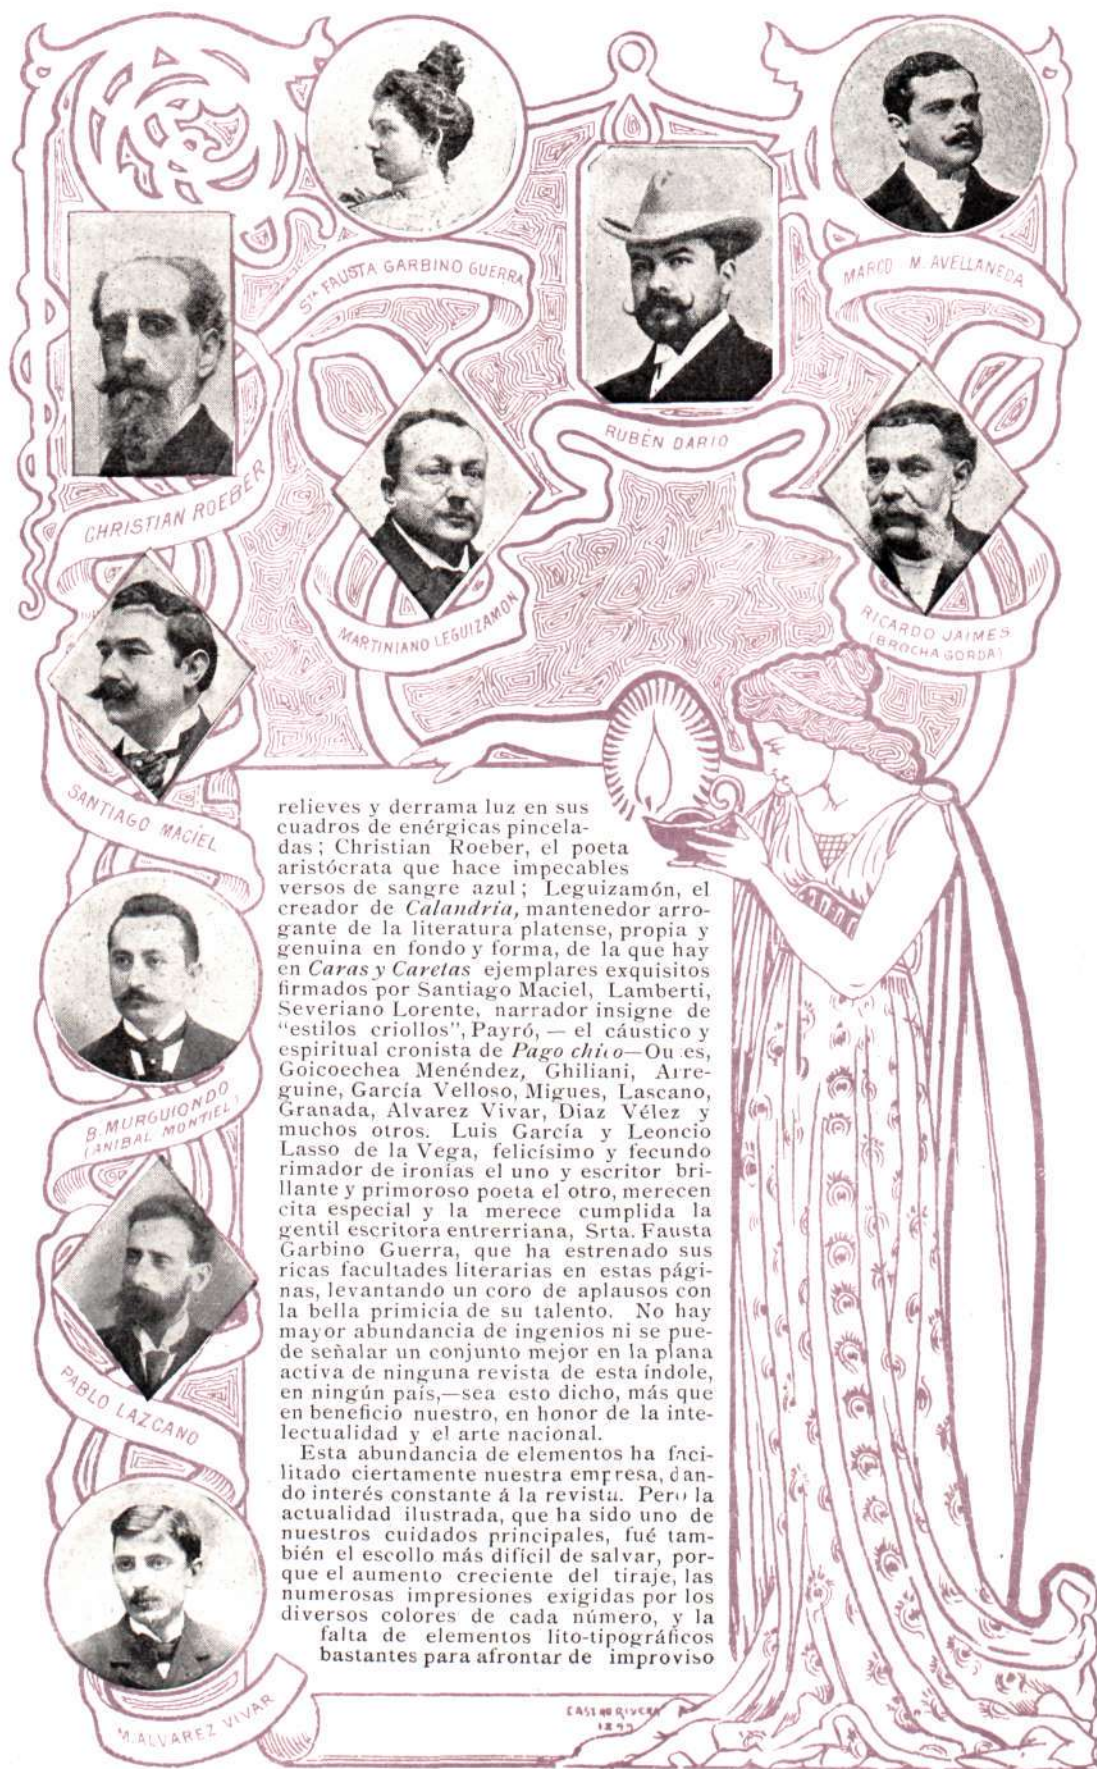 STA FAUSTA GARBINO GUERRA
MARCO M. AVELLANEDA
RUBÉN DARIO
CHRISTIAN ROEBER
MARTINIANO LEGUIZAMON
RICARDO JAIMES
(BROCHA GORDA)
SANTIAGO MACIEL
B. MURGUIONDO
(ANIBAL MONTIEL)
PABLO LAZCANO
M. ALVAREZ VIVAR
relieves y derrama luz en sus
cuadros de enérgicas pincela-
das; Christian Roeber, el poeta
aristócrata que hace impecables
versos de sangre azul; Leguizamón, el
creador de Calandria, mantenedor arro-
gante de la literatura platense, propia y
genuina en fondo y forma, de la que hay
en Caras y Caretas ejemplares exquisitos
firmados por Santiago Maciel, Lamberti,
Severiano Lorente, narrador insigne de
"estilos criollos", Payró, — el cáustico y
espiritual cronista de Pago chico—
Goicoechea Menéndez, Ghiliani, Arre-
guine, García Velloso, Migues, Lascano,
Granada, Alvarez Vivar, Diaz Vélez y
muchos otros. Luis García y Leoncio
Lasso de la Vega, felicísimo y fecundo
rimador de ironías el uno y escritor bri-
llante y primoroso poeta el otro, merecen
cita especial y la merece cumplida la
gentil escritora entrerriana, Srta. Fausta
Garbino Guerra, que ha estrenado sus
ricas facultades literarias en estas pági-
nas, levantando un coro de aplausos con
la bella primicia de su talento. No hay
mayor abundancia de ingenios ni se pue-
de señalar un conjunto mejor en la plana
activa de ninguna revista de esta índole,
en ningún país,—sea esto dicho, más que
en beneficio nuestro, en honor de la inte-
lectualidad y el arte nacional.
Esta abundancia de elementos ha faci-
litado ciertamente nuestra empresa, dan-
do interés constante á la revista. Pero la
actualidad ilustrada, que ha sido uno de
nuestros cuidados principales, fué tam-
bién el escollo más difícil de salvar, por-
que el aumento creciente del tiraje, las
numerosas impresiones exigidas por los
diversos colores de cada número, y la
falta de elementos lito-tipográficos
bastantes para afrontar de improviso
CASTRO RIVERA
1899